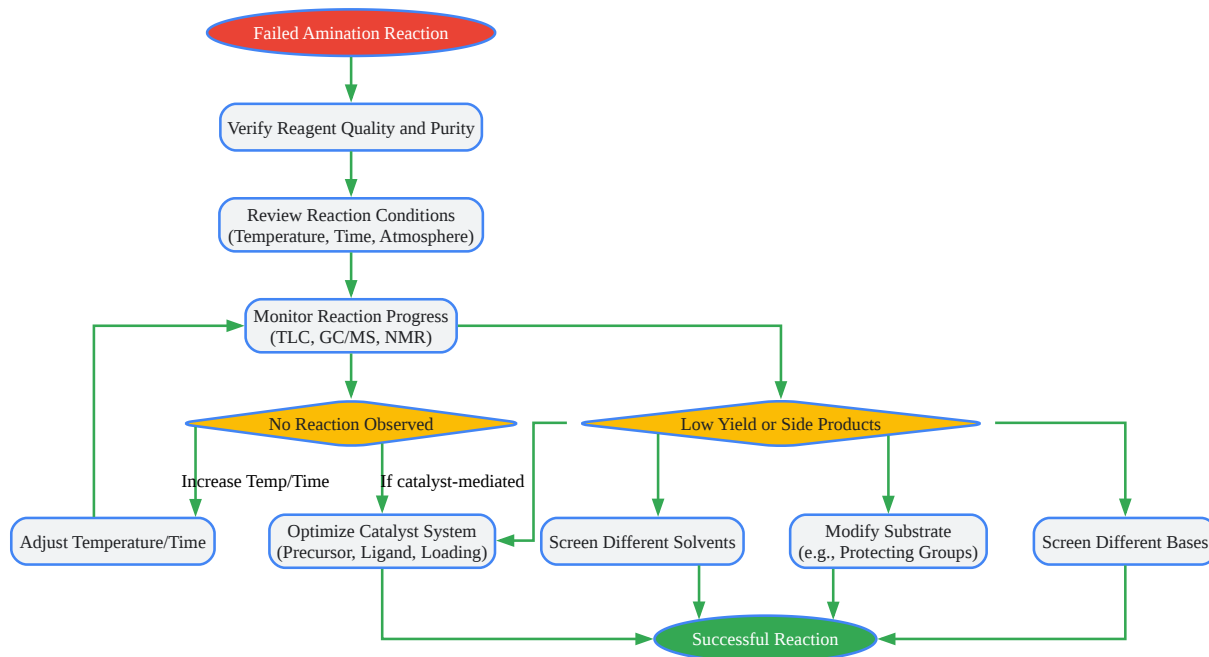 Failed Amination Reaction
Verify Reagent Quality and Purity
Review Reaction Conditions
(Temperature, Time, Atmosphere)
Monitor Reaction Progress
(TLC, GC/MS, NMR)
No Reaction Observed
Low Yield or Side Products
Increase Temp/Time
If catalyst-mediated
Adjust Temperature/Time
Optimize Catalyst System
(Precursor, Ligand, Loading)
Screen Different Solvents
Modify Substrate
(e.g., Protecting Groups)
Screen Different Bases
Successful Reaction